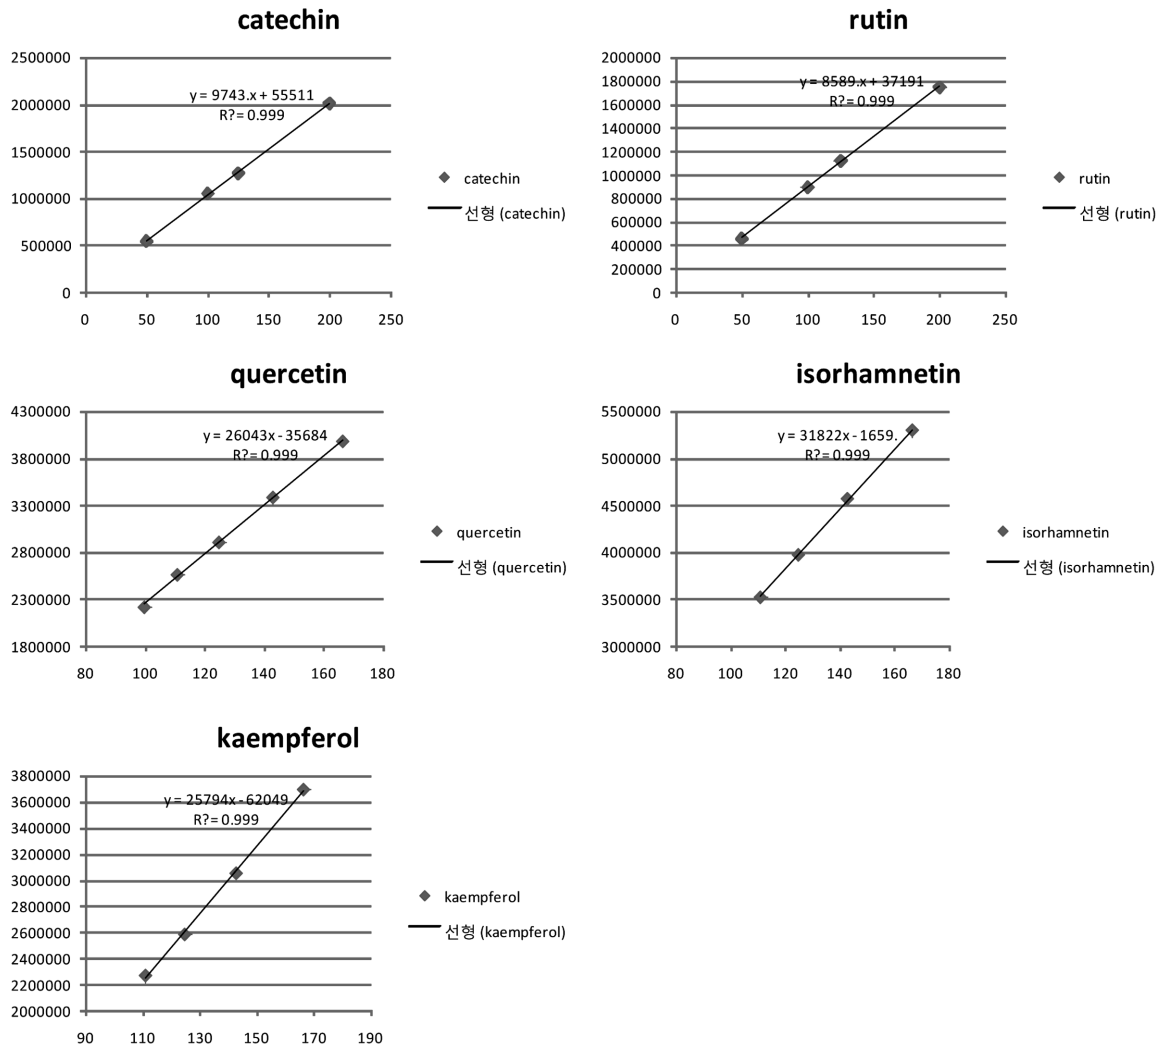 catechin
2500000
2000000
1500000
1000000
500000
0
0 50 100 150 200 250
y = 9743.x + 55511
R?= 0.999
catechin
선형 (catechin)
rutin
2000000
1800000
1600000
1400000
1200000
1000000
800000
600000
400000
200000
0
0 50 100 150 200 250
y = 8589.x + 37191
R?= 0.999
rutin
선형 (rutin)
quercetin
4300000
3800000
3300000
2800000
2300000
1800000
80 100 120 140 160 180
y = 26043x - 35684
R?= 0.999
quercetin
선형 (quercetin)
isorhamnetin
5500000
5000000
4500000
4000000
3500000
3000000
80 100 120 140 160 180
y = 31822x - 1659.
R?= 0.999
isorhamnetin
선형 (isorhamnetin)
kaempferol
3800000
3600000
3400000
3200000
3000000
2800000
2600000
2400000
2200000
2000000
90 110 130 150 170 190
y = 25794x - 62049
R?= 0.999
kaempferol
선형 (kaempferol)